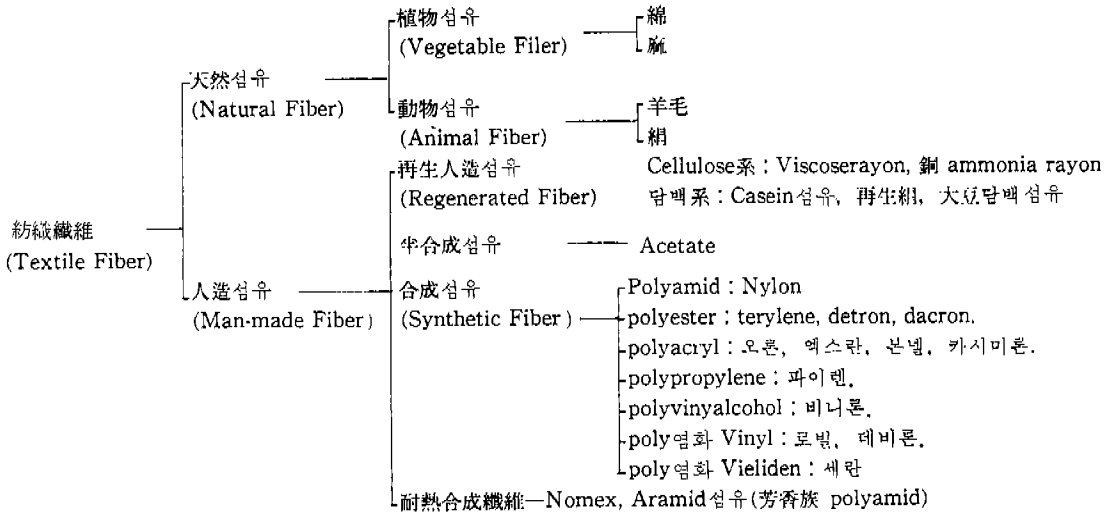 植物섬유
(Vegetable Filer)
綿
麻
天然섬유
(Natural Fiber)
動物섬유
(Animal Fiber)
羊毛
絹
再生人造섬유
(Regenerated Fiber)
Cellulose系 : Viscoserayon, 銅 ammonia rayon
담백系 : Casein섬유, 再生絹, 大豆담백섬유
紡織纖維
(Textile Fiber)
半合成섬유
Acetate
人造섬유
(Man-made Fiber)
合成섬유
(Synthetic Fiber)
Polyamid : Nylon
polyester : terylene, detron, dacron.
polyacryl : 오론, 엑스란, 본넬, 카시미론.
polypropylene : 파이렌.
polyvinyalcohol : 비니론.
poly염화 Vinyl : 로빌, 데비론.
poly염화 Vieliden : 세란
耐熱合成纖維—Nomex, Aramid섬유(芳香族 polyamid)